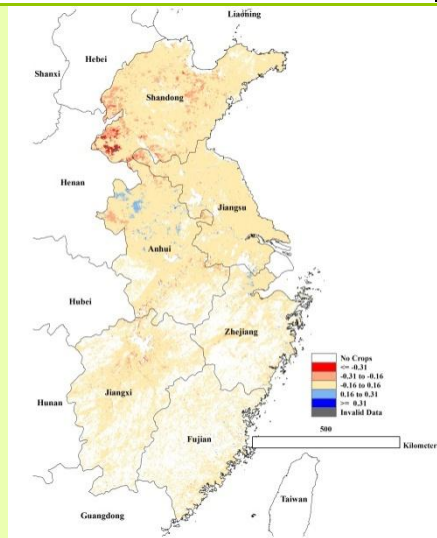 Liaoning
Hebei
Shanxi
Shandong
Henan
Jiangsu
Anhui
Hubei
Zhejiang
No Crops
<= -0.31
-0.31 to -0.16
-0.16 to 0.16
0.16 to 0.31
>= 0.31
Invalid Data
Jiangxi
Hunan
500
Kilometer
Fujian
Taiwan
Guangdong